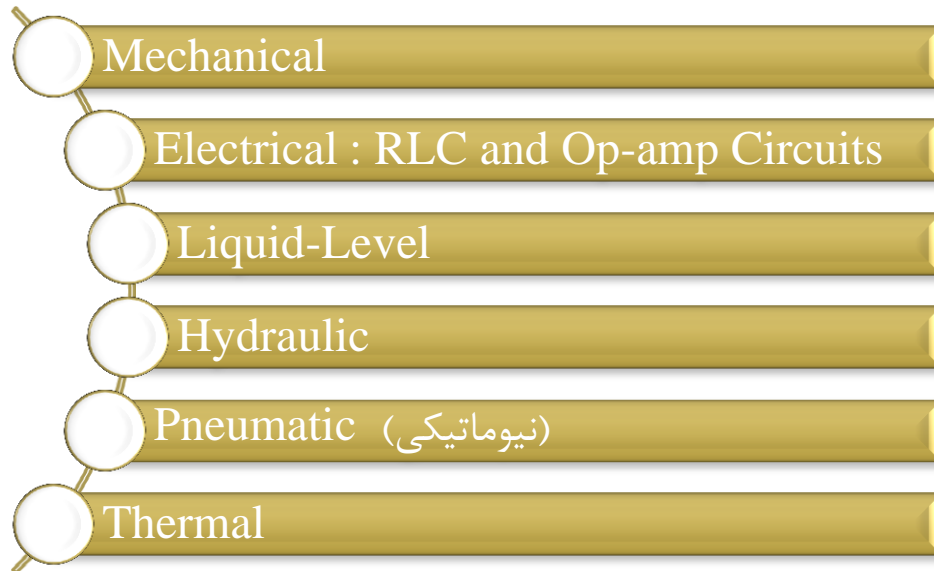 Mechanical
Electrical : RLC and Op-amp Circuits
Liquid-Level
Hydraulic
Pneumatic (نیوماتیکی)
Thermal